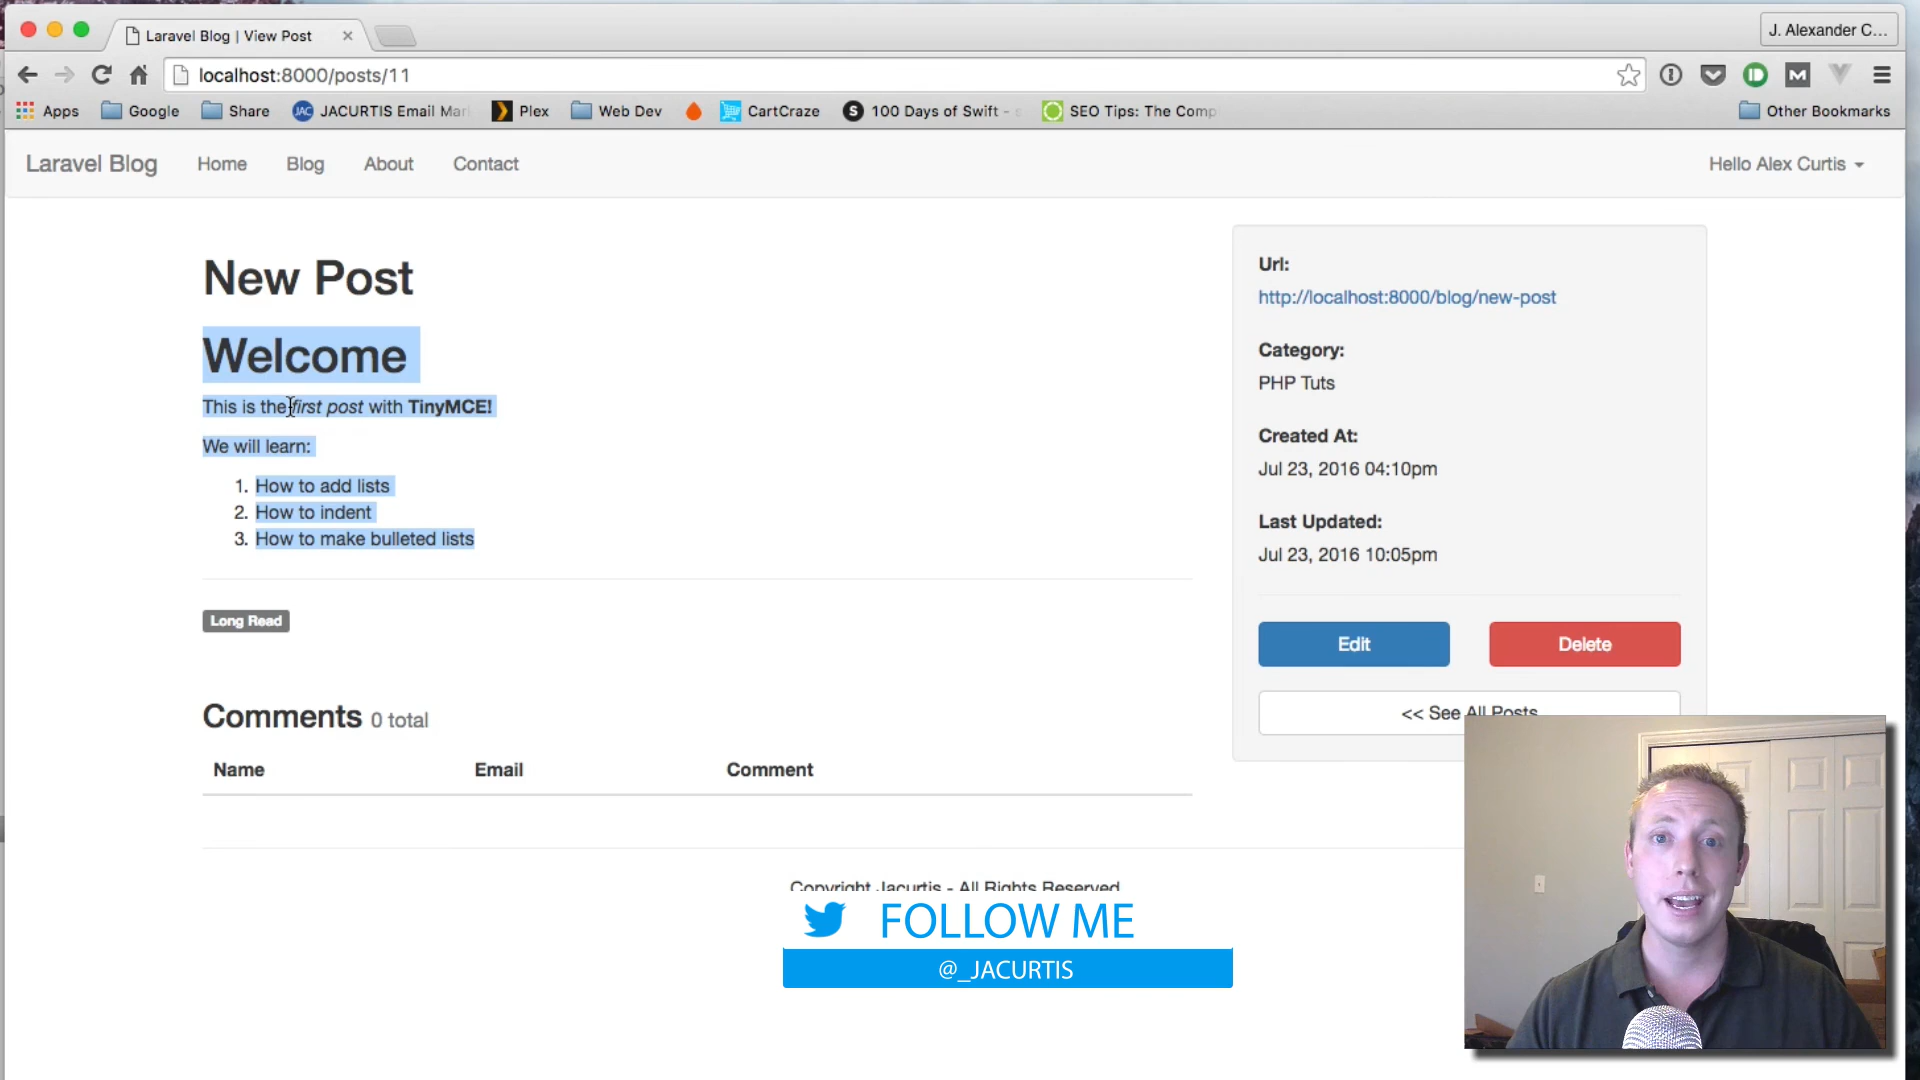 Laravel Blog | View Post
J. Alexander C...
localhost:8000/posts/11
Apps
Google
Share
JAC
JACURTIS Email Mar
Plex
Web Dev
CartCraze
S
100 Days of Swift -
SEO Tips: The Comp
Other Bookmarks
M
Laravel Blog
Home
Blog
About
Contact
Hello Alex Curtis
New Post
Welcome
This is the first post with TinyMCE!
We will learn:
1. How to add lists
2. How to indent
3. How to make bulleted lists
Long Read
Comments 0 total
Name Email Comment
Url:
http://localhost:8000/blog/new-post
Category:
PHP Tuts
Created At:
Jul 23, 2016 04:10pm
Last Updated:
Jul 23, 2016 10:05pm
Edit
Delete
<< See All Posts
Copyright Jacurtis - All Rights Reserved
FOLLOW ME
@_JACURTIS